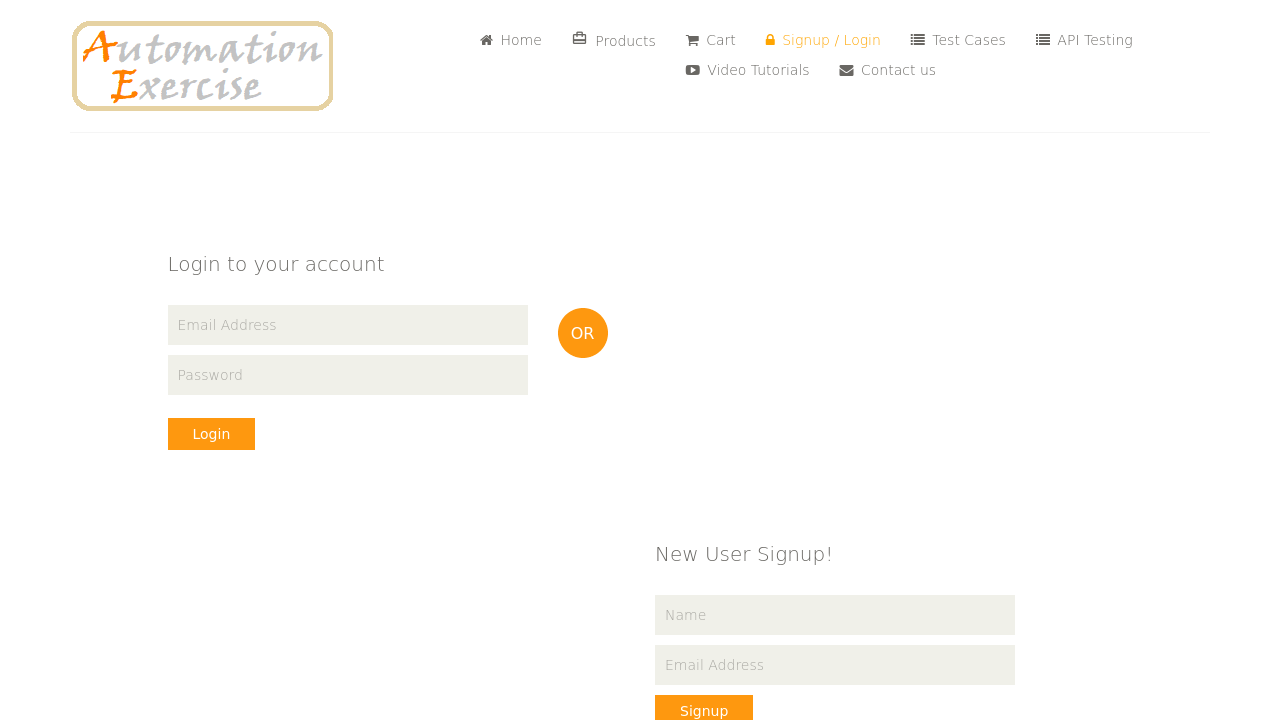 Automation
Exercise
Home
Products
Cart
Signup / Login
Test Cases
API Testing
Video Tutorials
Contact us
Login to your account
Email Address
OR
Password
Login
New User Signup!
Name
Email Address
Signup